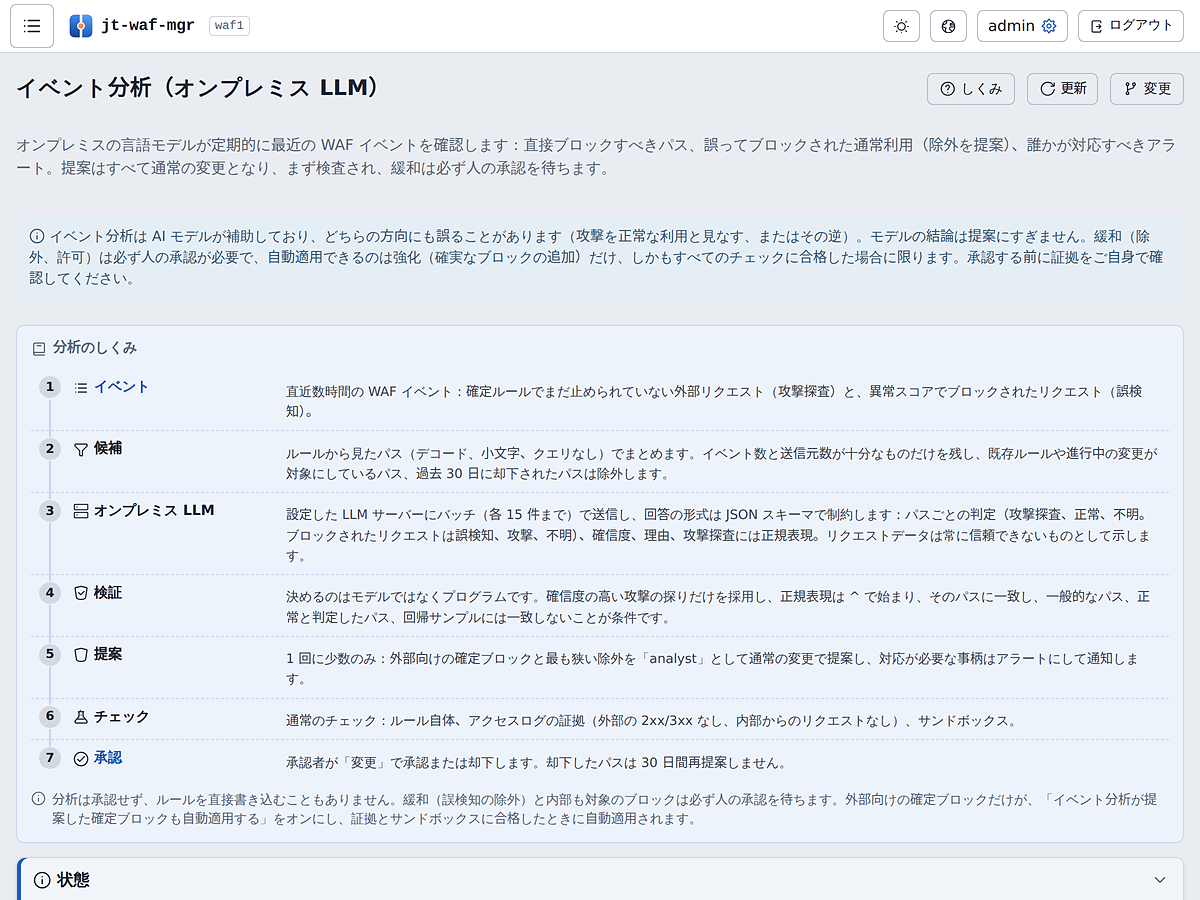 jt-waf-mgr
waf1
admin
ログアウト
イベント分析（オンプレミス LLM）
しくみ
更新
変更
オンプレミスの言語モデルが定期的に最近の WAF イベントを確認します：直接ブロックすべきパス、誤ってブロックされた通常利用（除外を提案）、誰かが対応すべきアラ
ート。提案はすべて通常の変更となり、まず検査され、緩和は必ず人の承認を待ちます。
イベント分析は AI モデルが補助しており、どちらの方向にも誤ることがあります（攻撃を正常な利用と見なす、またはその逆）。モデルの結論は提案にすぎません。緩和（除
外、許可）は必ず人の承認が必要で、自動適用できるのは強化（確実なブロックの追加）だけ、しかもすべてのチェックに合格した場合に限ります。承認する前に証拠をご自身で確
認してください。
分析のしくみ
1 イベント
直近数時間の WAF イベント：確定ルールでまだ止められていない外部リクエスト（攻撃探査）と、異常スコアでブロックされたリクエスト（誤検
知）。
2 候補
ルールから見たパス（デコード、小文字、クエリなし）でまとめます。イベント数と送信元数が十分なものだけを残し、既存ルールや進行中の変更が
対象にしているパス、過去 30 日に却下されたパスは除外します。
3 オンプレミス LLM
設定した LLM サーバーにバッチ（各 15 件まで）で送信し、回答の形式は JSON スキーマで制約します：パスごとの判定（攻撃探査、正常、不明。
ブロックされたリクエストは誤検知、攻撃、不明）、確信度、理由、攻撃探査には正規表現。リクエストデータは常に信頼できないものとして示しま
す。
4 検証
決めるのはモデルではなくプログラムです。確信度の高い攻撃の探りだけを採用し、正規表現は ^ で始まり、そのパスに一致し、一般的なパス、正
常と判定したパス、回帰サンプルには一致しないことが条件です。
5 提案
1 回に少数のみ：外部向けの確定ブロックと最も狭い除外を「analyst」として通常の変更で提案し、対応が必要な事柄はアラートにして通知しま
す。
6 チェック
通常のチェック：ルール自体、アクセスログの証拠（外部の 2xx/3xx なし、内部からのリクエストなし）、サンドボックス。
7 承認
承認者が「変更」で承認または却下します。却下したパスは 30 日間再提案しません。
分析は承認せず、ルールを直接書き込むこともありません。緩和（誤検知の除外）と内部も対象のブロックは必ず人の承認を待ちます。外部向けの確定ブロックだけが、「イベント分析が提
案した確定ブロックも自動適用する」をオンにし、証拠とサンドボックスに合格したときに自動適用されます。
状態